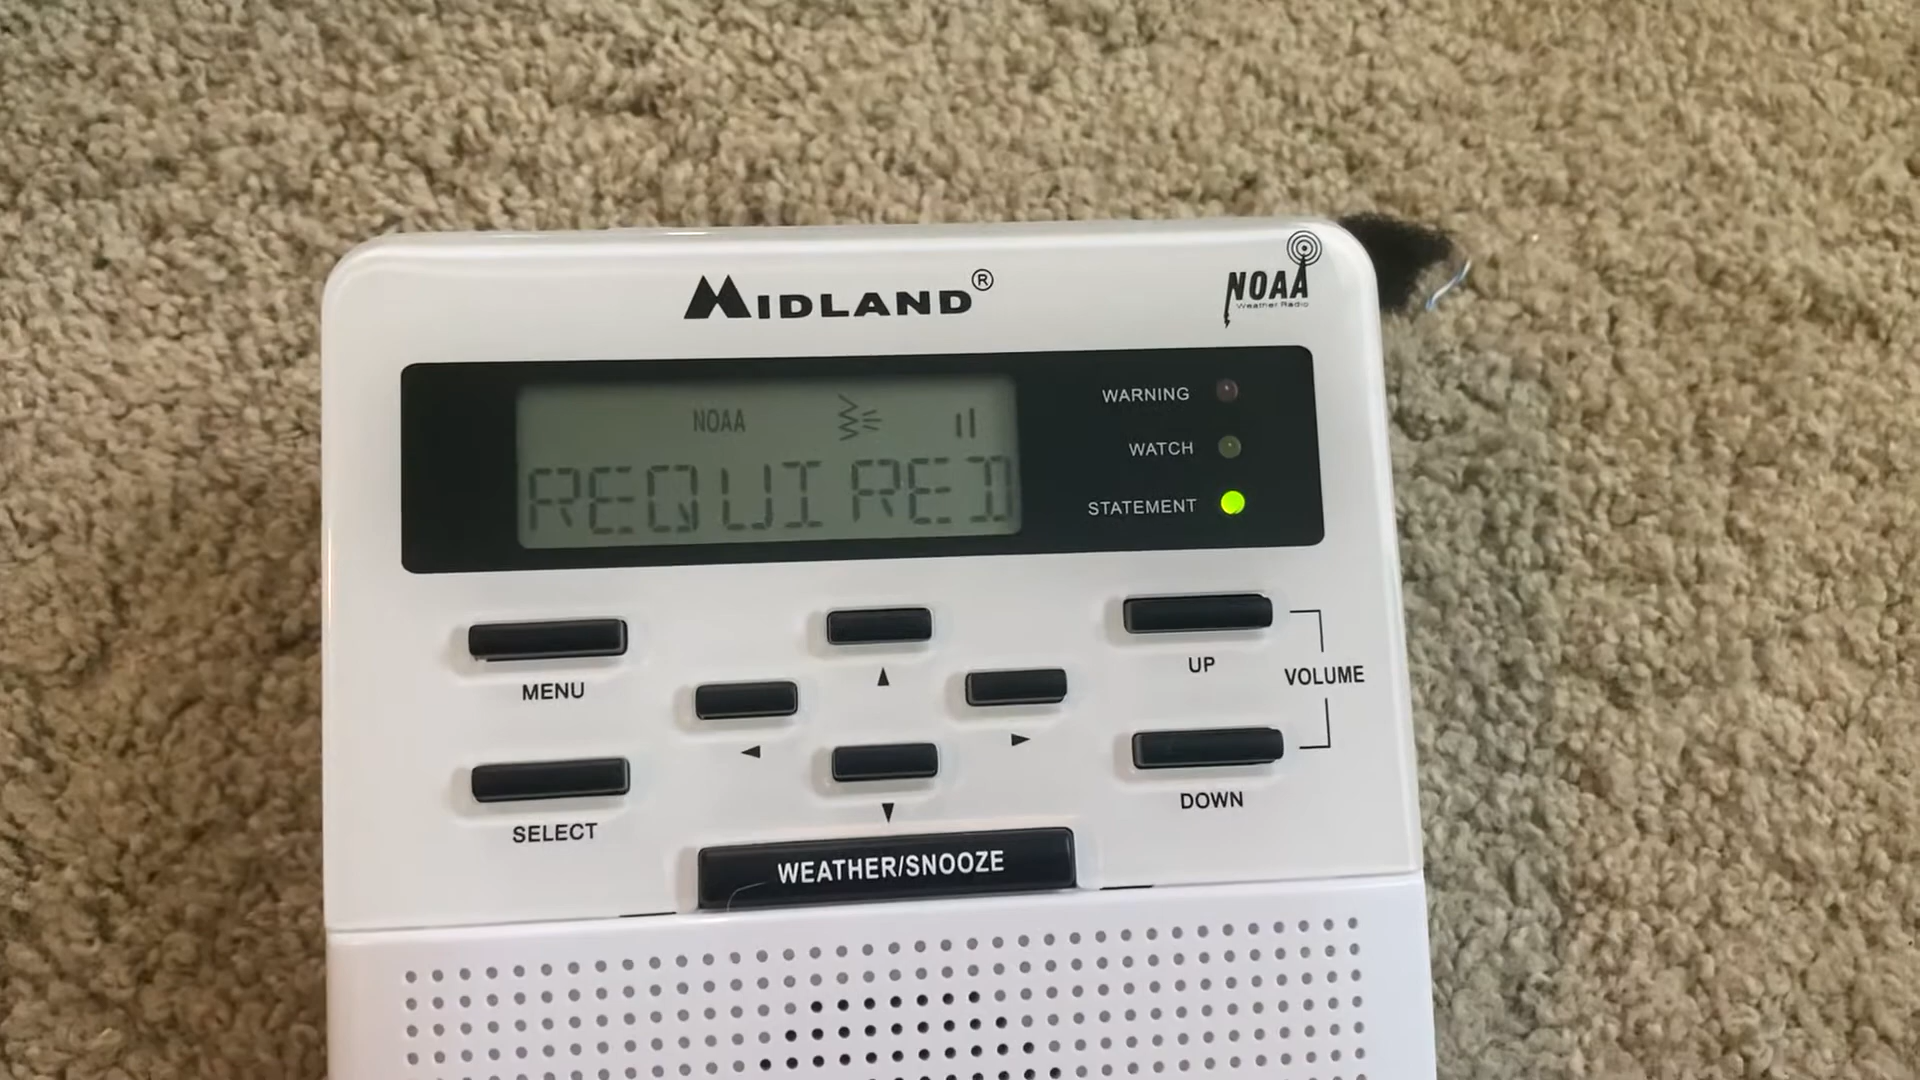 MIDLAND®
NOAA
Weather Radio
NOAA
REQUIRED
WARNING
WATCH
STATEMENT
MENU
SELECT
UP
VOLUME
DOWN
WEATHER/SNOOZE